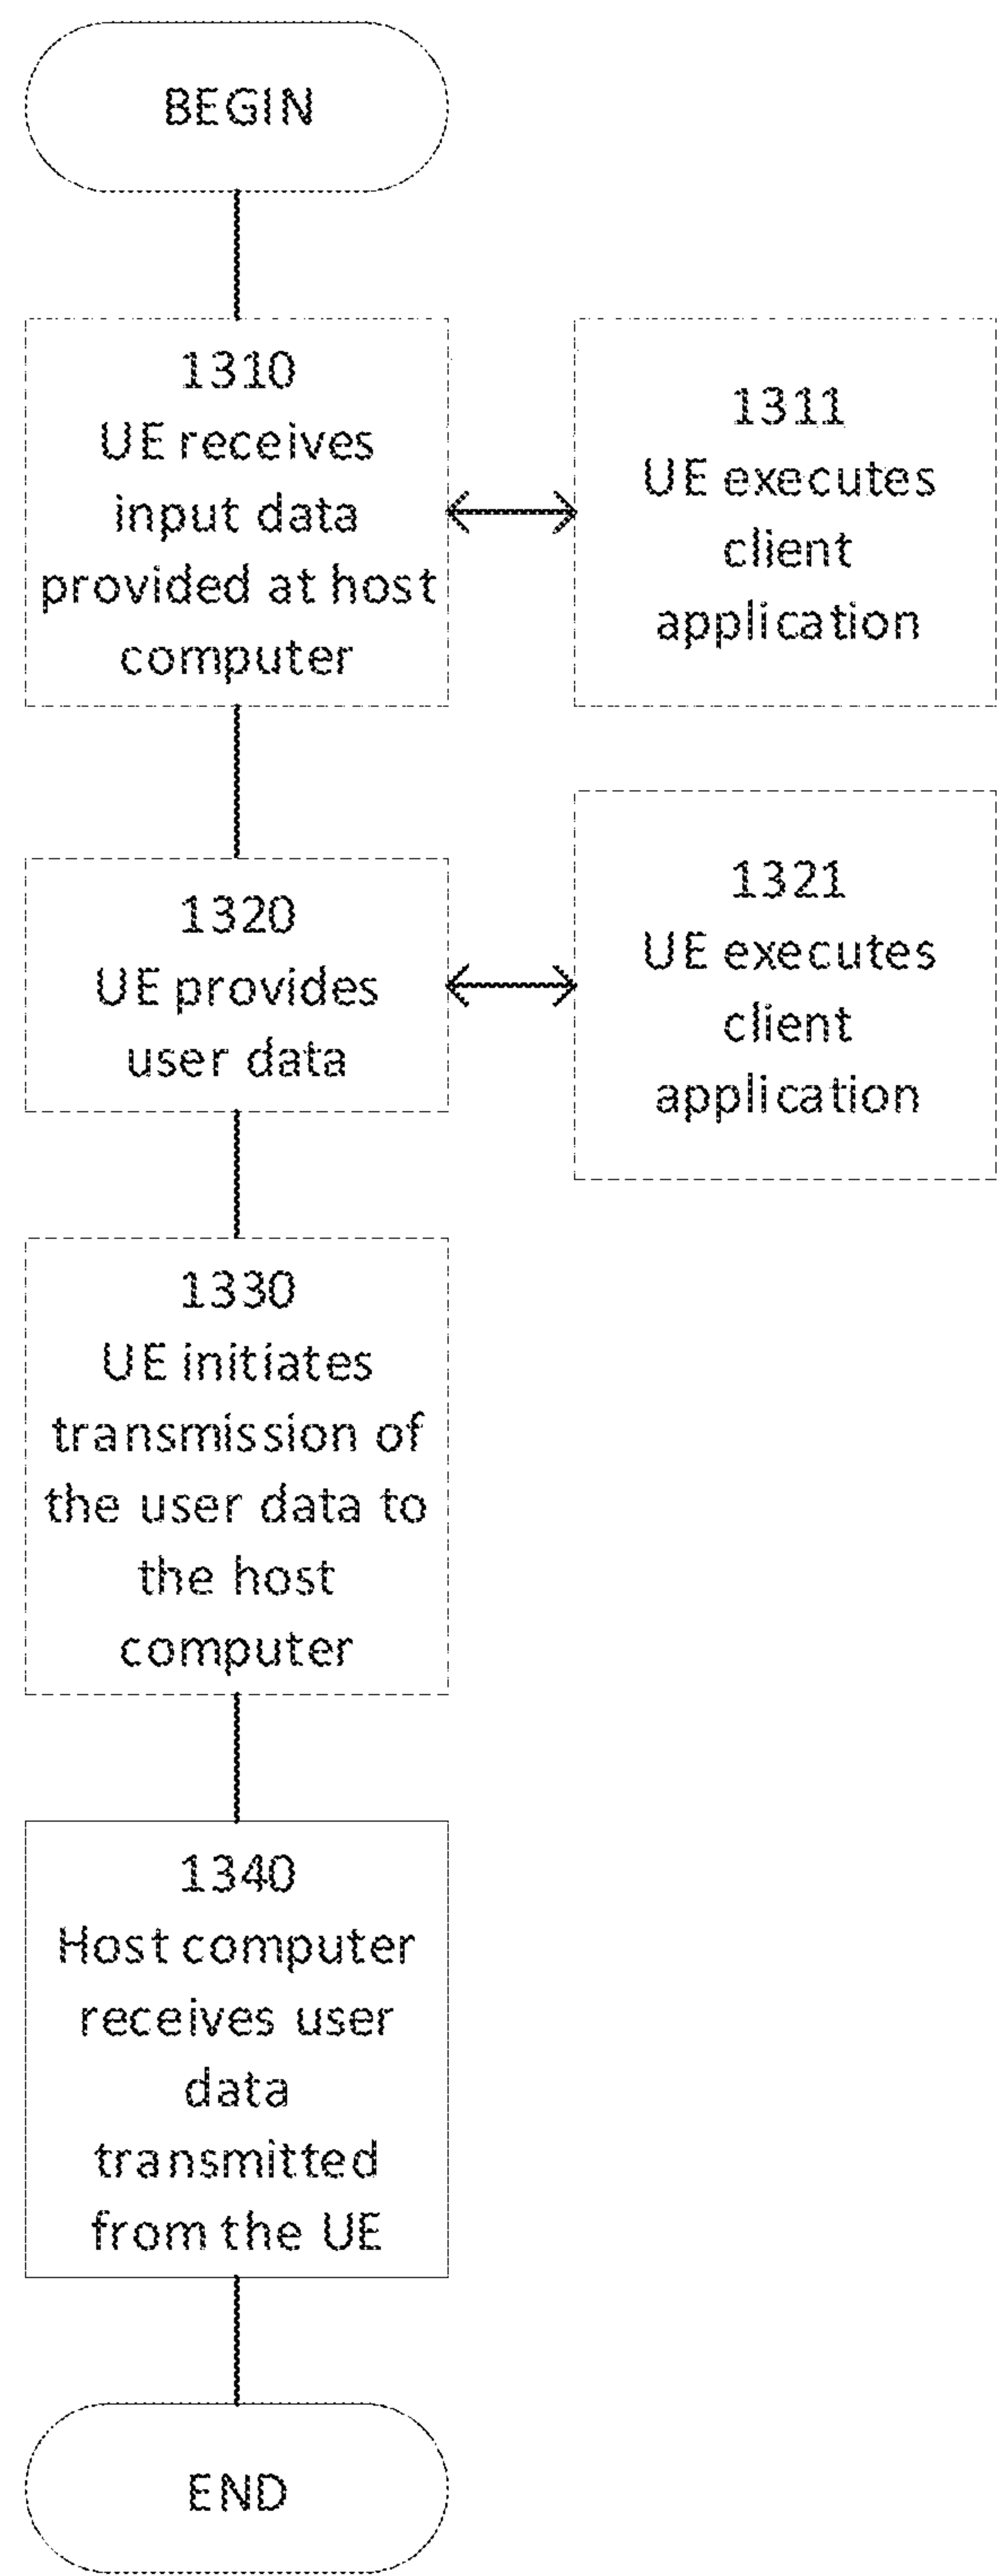 BEGIN
1310
UE receives
input data
provided at host
computer
1311
UE executes
client
application
1320
UE provides
user data
1321
UE executes
client
application
1330
UE initiates
transmission of
the user data to
the host
computer
1340
Host computer
receives user
data
transmitted
from the UE
END